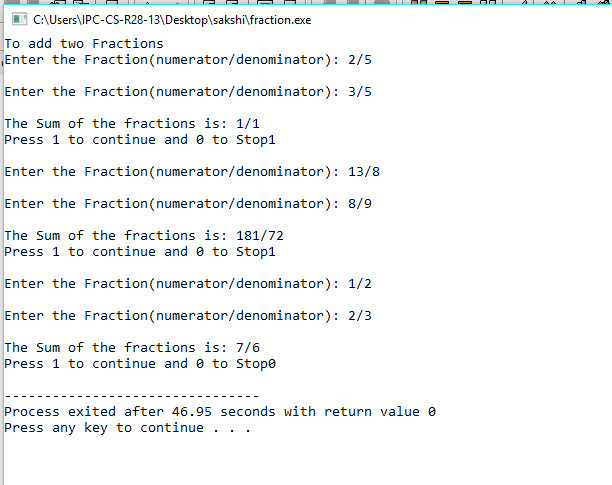 C:\Users\IPC-CS-R28-13\Desktop\sakshi\fraction.exe
To add two Fractions
Enter the Fraction(numerator/denominator): 2/5
Enter the Fraction(numerator/denominator): 3/5
The Sum of the fractions is: 1/1
Press 1 to continue and 0 to Stop1
Enter the Fraction(numerator/denominator): 13/8
Enter the Fraction(numerator/denominator): 8/9
The Sum of the fractions is: 181/72
Press 1 to continue and 0 to Stop1
Enter the Fraction(numerator/denominator): 1/2
Enter the Fraction(numerator/denominator): 2/3
The Sum of the fractions is: 7/6
Press 1 to continue and 0 to Stop0
--------------------------------
Process exited after 46.95 seconds with return value 0
Press any key to continue . . .